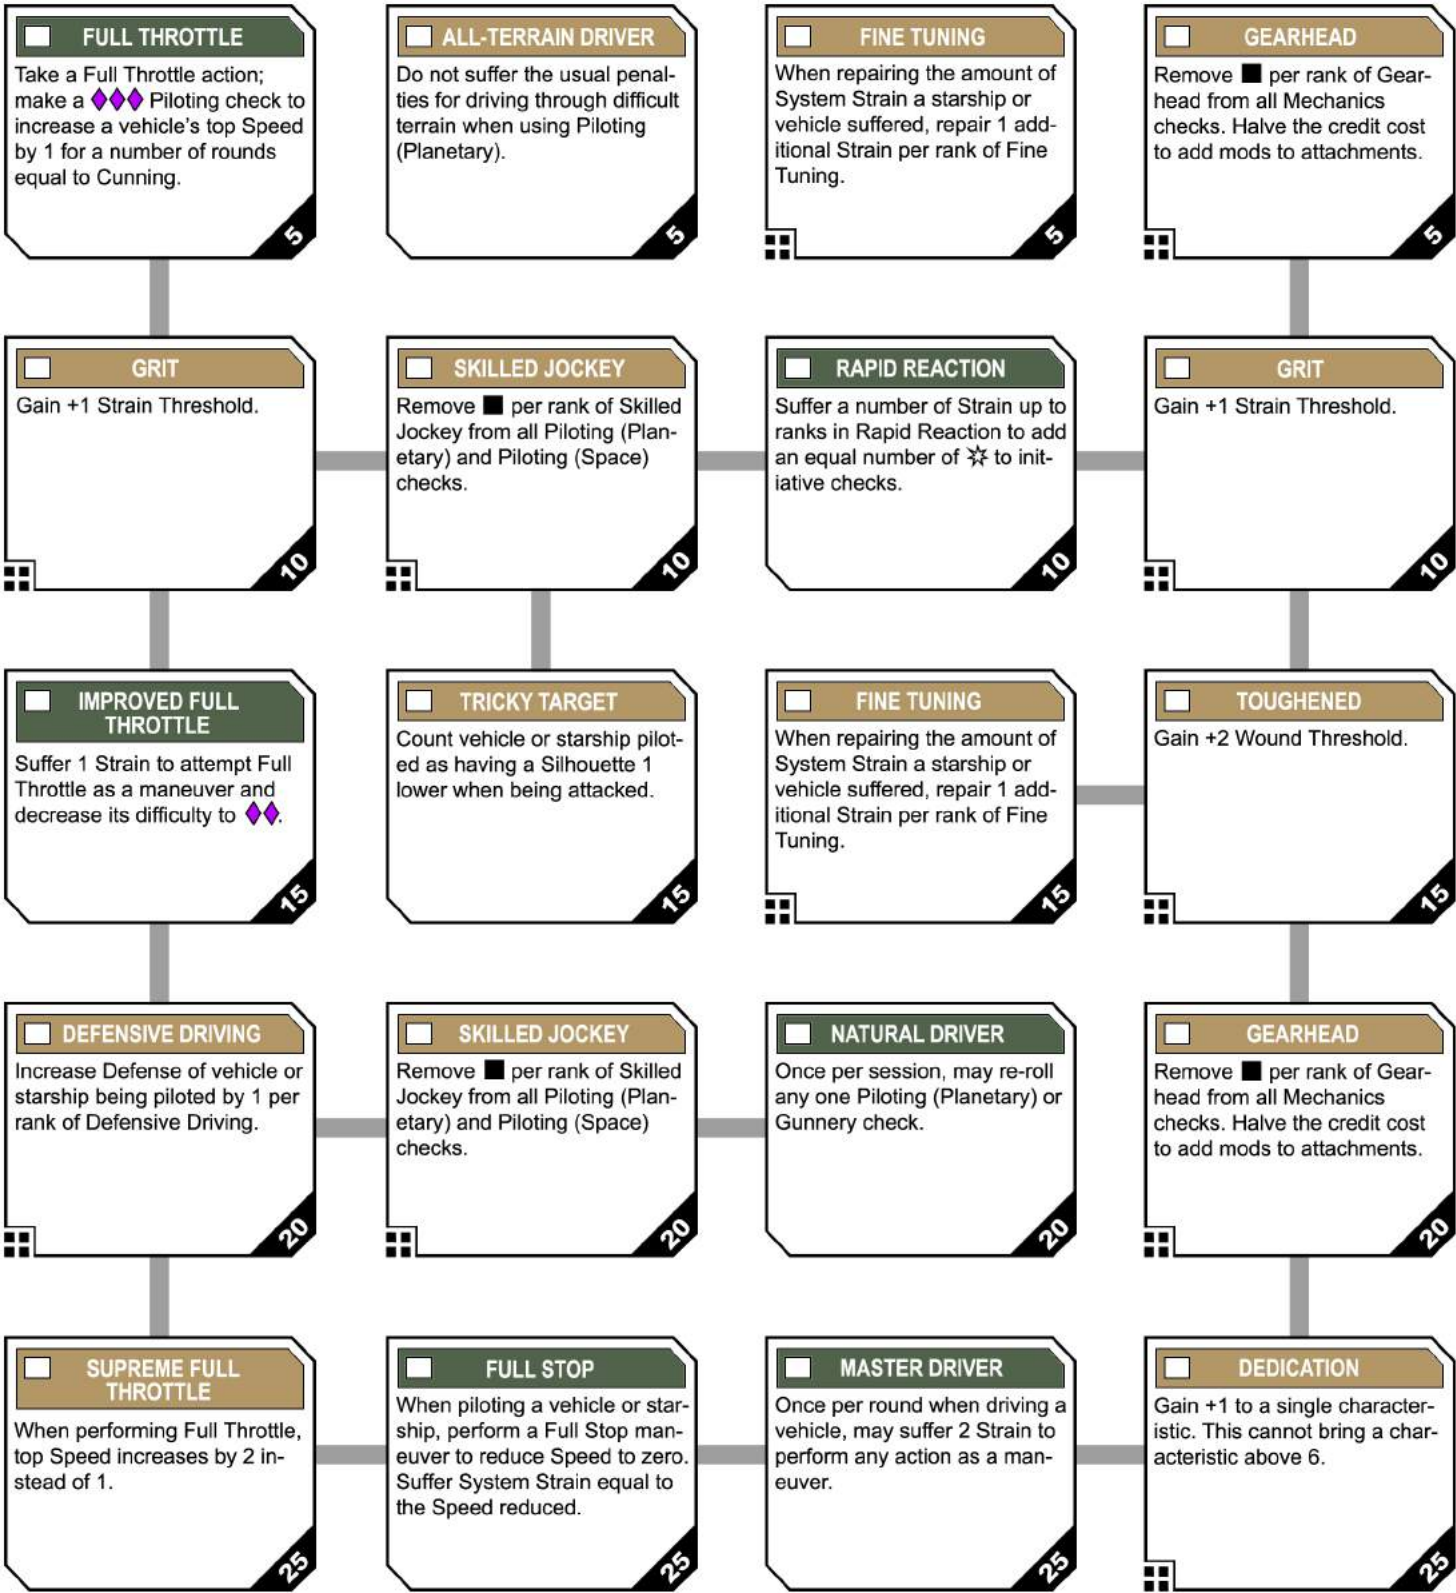 FULL THROTTLE
Take a Full Throttle action;
make a Piloting check to
increase a vehicle's top Speed
by 1 for a number of rounds
equal to Cunning.
5
ALL-TERRAIN DRIVER
Do not suffer the usual penal-
ties for driving through difficult
terrain when using Piloting
(Planetary).
5
FINE TUNING
When repairing the amount of
System Strain a starship or
vehicle suffered, repair 1 add-
itional Strain per rank of Fine
Tuning.
5
GEARHEAD
Remove per rank of Gear-
head from all Mechanics
checks. Halve the credit cost
to add mods to attachments.
5
GRIT
Gain +1 Strain Threshold.
10
SKILLED JOCKEY
Remove per rank of Skilled
Jockey from all Piloting (Plan-
etary) and Piloting (Space)
checks.
10
RAPID REACTION
Suffer a number of Strain up to
ranks in Rapid Reaction to add
an equal number of to init-
iative checks.
10
GRIT
Gain +1 Strain Threshold.
10
IMPROVED FULL
THROTTLE
Suffer 1 Strain to attempt Full
Throttle as a maneuver and
decrease its difficulty to .
15
TRICKY TARGET
Count vehicle or starship pilot-
ed as having a Silhouette 1
lower when being attacked.
15
FINE TUNING
When repairing the amount of
System Strain a starship or
vehicle suffered, repair 1 add-
itional Strain per rank of Fine
Tuning.
15
TOUGHENED
Gain +2 Wound Threshold.
15
DEFENSIVE DRIVING
Increase Defense of vehicle or
starship being piloted by 1 per
rank of Defensive Driving.
20
SKILLED JOCKEY
Remove per rank of Skilled
Jockey from all Piloting (Plan-
etary) and Piloting (Space)
checks.
20
NATURAL DRIVER
Once per session, may re-roll
any one Piloting (Planetary) or
Gunnery check.
20
GEARHEAD
Remove per rank of Gear-
head from all Mechanics
checks. Halve the credit cost
to add mods to attachments.
20
SUPREME FULL
THROTTLE
When performing Full Throttle,
top Speed increases by 2 in-
stead of 1.
25
FULL STOP
When piloting a vehicle or star-
ship, perform a Full Stop man-
euver to reduce Speed to zero.
Suffer System Strain equal to
the Speed reduced.
25
MASTER DRIVER
Once per round when driving a
vehicle, may suffer 2 Strain to
perform any action as a man-
euver.
25
DEDICATION
Gain +1 to a single character-
istic. This cannot bring a char-
acteristic above 6.
25